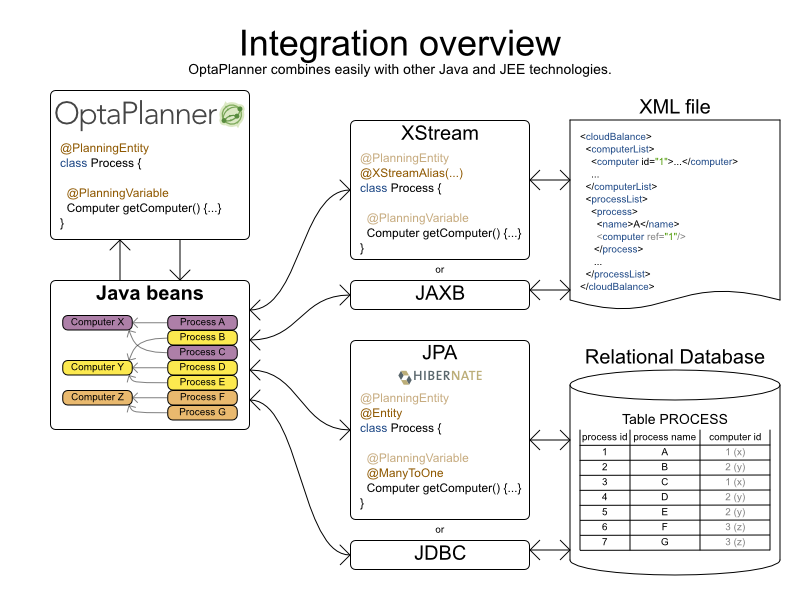 Integration overview
OptaPlanner combines easily with other Java and JEE technologies.
OptaPlanner
@PlanningEntity
class Process {
@PlanningVariable
Computer getComputer() {...}
}
Java beans
Computer X
Process A
Process B
Process C
Computer Y
Process D
Process E
Computer Z
Process F
Process G
XStream
@PlanningEntity
@XStreamAlias(...)
class Process {
@PlanningVariable
Computer getComputer() {...}
}
or
JAXB
JPA
HIBERNATE
@PlanningEntity
@Entity
class Process {
@PlanningVariable
@ManyToOne
Computer getComputer() {...}
}
or
JDBC
XML file
<cloudBalance>
<computerList>
<computer id="1">...</computer>
...
</computerList>
<processList>
<process>
<name>A</name>
<computer ref="1"/>
</process>
...
</processList>
</cloudBalance>
Relational Database
Table PROCESS
process id process name computer id
1 A 1 (x)
2 B 2 (y)
3 C 1 (x)
4 D 2 (y)
5 E 2 (y)
6 F 3 (z)
7 G 3 (z)